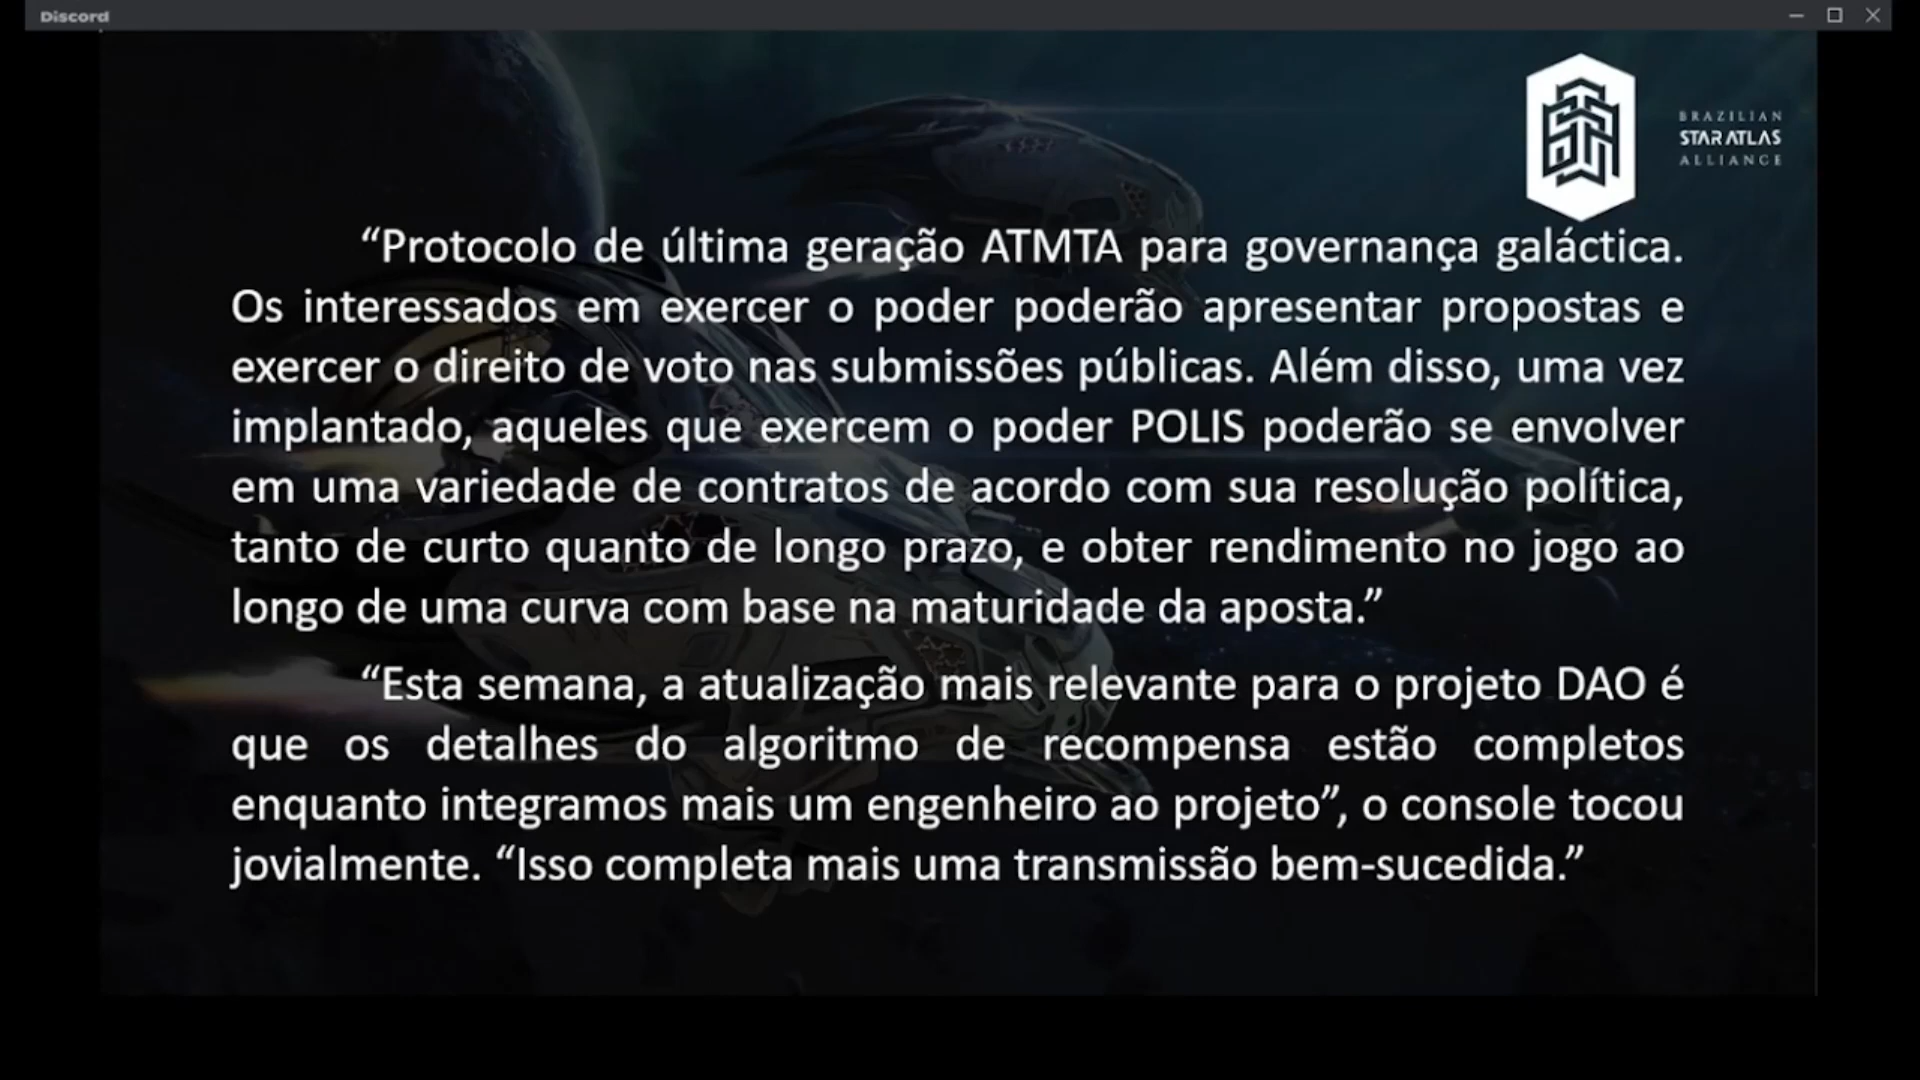 Discord
BRAZILIAN
STAR ATLAS
ALLIANCE
“Protocolo de última geração ATMTA para governança galáctica.
Os interessados em exercer o poder poderão apresentar propostas e
exercer o direito de voto nas submissões públicas. Além disso, uma vez
implantado, aqueles que exercem o poder POLIS poderão se envolver
em uma variedade de contratos de acordo com sua resolução política,
tanto de curto quanto de longo prazo, e obter rendimento no jogo ao
longo de uma curva com base na maturidade da aposta.”
“Esta semana, a atualização mais relevante para o projeto DAO é
que os detalhes do algoritmo de recompensa estão completos
enquanto integramos mais um engenheiro ao projeto”, o console tocou
jovialmente. “Isso completa mais uma transmissão bem-sucedida.”